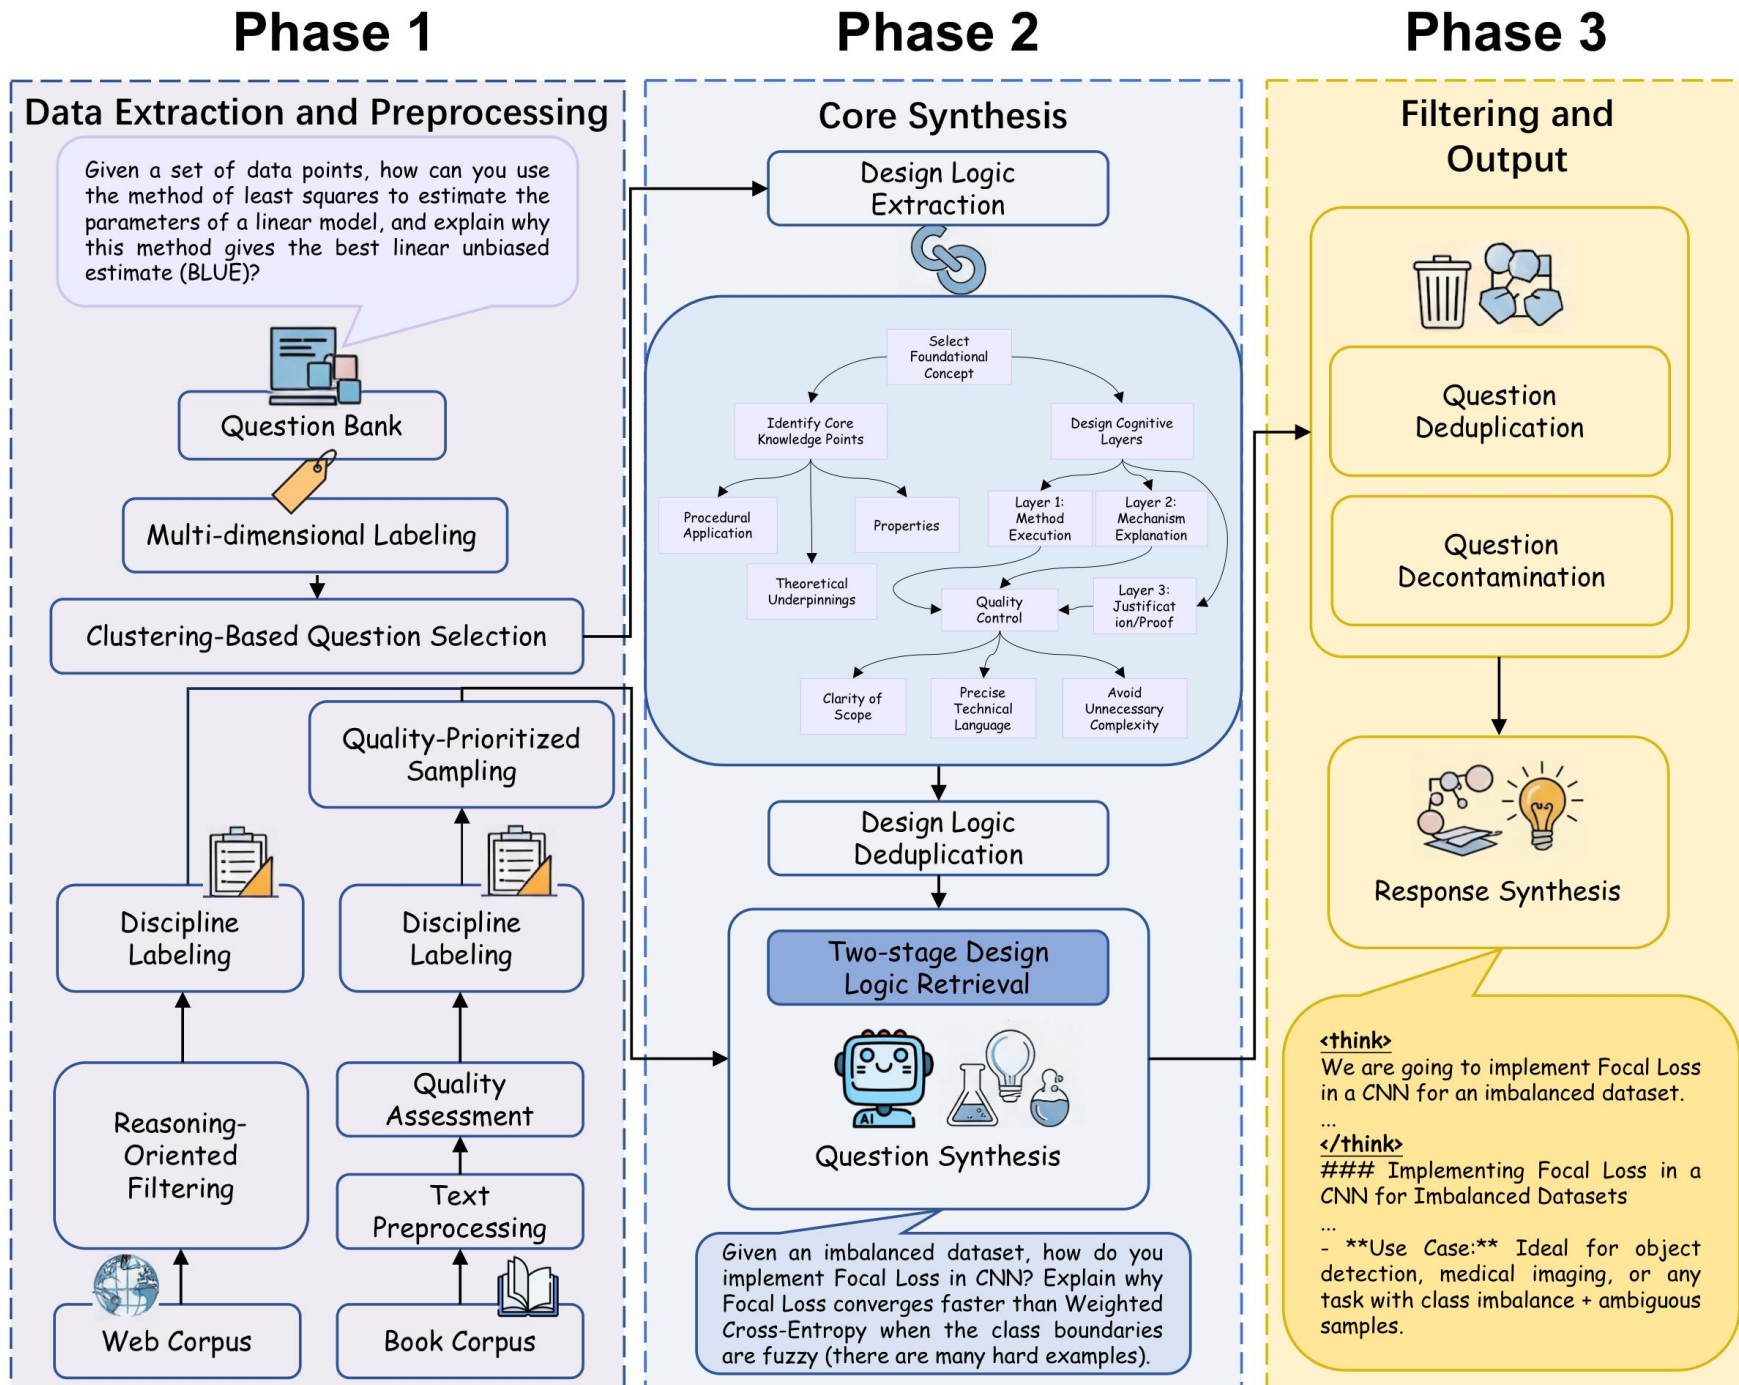 Phase 1
Phase 2
Phase 3
Data Extraction and Preprocessing
Given a set of data points, how can you use
the method of least squares to estimate the
parameters of a linear model, and explain why
this method gives the best linear unbiased
estimate (BLUE)?
Question Bank
Multi-dimensional Labeling
Clustering-Based Question Selection
Quality-Prioritized
Sampling
Discipline
Labeling
Discipline
Labeling
Reasoning-
Oriented
Filtering
Quality
Assessment
Text
Preprocessing
Web Corpus
Book Corpus
Core Synthesis
Design Logic
Extraction
Select
Foundational
Concept
Identify Core
Knowledge Points
Design Cognitive
Layers
Procedural
Application
Theoretical
Underpinnings
Properties
Layer 1:
Method
Execution
Layer 2:
Mechanism
Explanation
Layer 3:
Justificat
ion/Proof
Quality
Control
Clarity of
Scope
Precise
Technical
Language
Avoid
Unnecessary
Complexity
Design Logic
Deduplication
Two-stage Design
Logic Retrieval
AI
Question Synthesis
Given an imbalanced dataset, how do you
implement Focal Loss in CNN? Explain why
Focal Loss converges faster than Weighted
Cross-Entropy when the class boundaries
are fuzzy (there are many hard examples).
Filtering and
Output
Question
Deduplication
Question
Decontamination
Response Synthesis
<think>
We are going to implement Focal Loss
in a CNN for an imbalanced dataset.
...
</think>
### Implementing Focal Loss in a
CNN for Imbalanced Datasets
...
- **Use Case:** Ideal for object
detection, medical imaging, or any
task with class imbalance + ambiguous
samples.